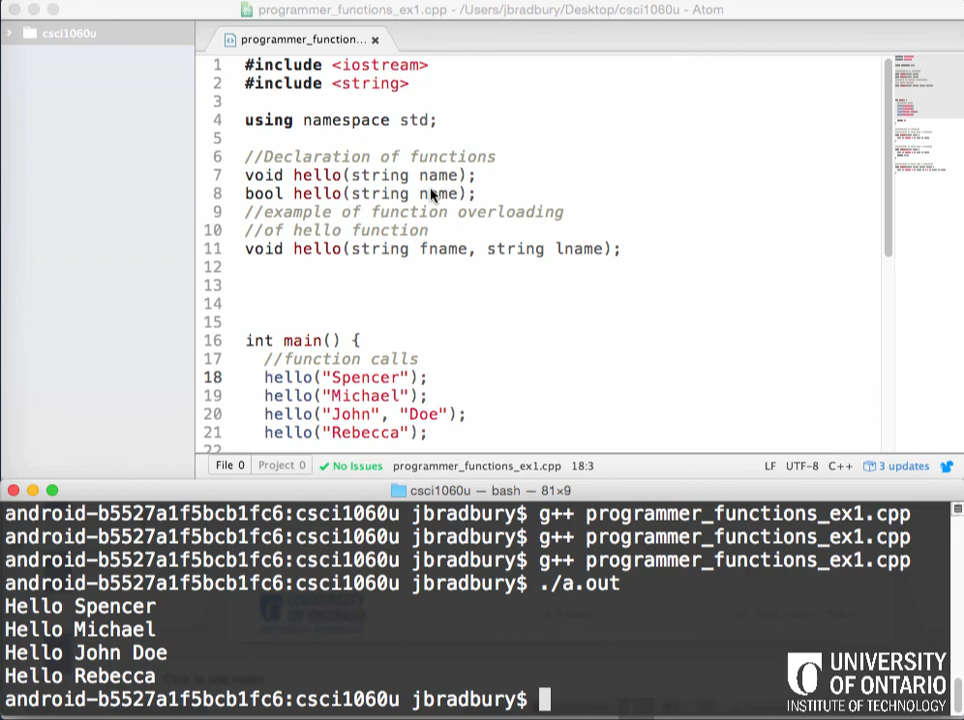 programmer_functions_ex1.cpp - /Users/jbradbury/Desktop/csci1060u - Atom
csci1060u
programmer_function...
1 #include <iostream>
2 #include <string>
3
4 using namespace std;
5
6 //Declaration of functions
7 void hello(string name);
8 bool hello(string name);
9 //example of function overloading
10 //of hello function
11 void hello(string fname, string lname);
12
13
14
15
16 int main() {
17 //function calls
18 hello("Spencer");
19 hello("Michael");
20 hello("John", "Doe");
21 hello("Rebecca");
22
File 0 Project 0 No Issues programmer_functions_ex1.cpp 18:3 LF UTF-8 C++ 3 updates
csci1060u — bash — 81×9
android-b5527a1f5bcb1fc6:csci1060u jbradbury$ g++ programmer_functions_ex1.cpp
android-b5527a1f5bcb1fc6:csci1060u jbradbury$ g++ programmer_functions_ex1.cpp
android-b5527a1f5bcb1fc6:csci1060u jbradbury$ g++ programmer_functions_ex1.cpp
android-b5527a1f5bcb1fc6:csci1060u jbradbury$ ./a.out
Hello Spencer
Hello Michael
Hello John Doe
Hello Rebecca
android-b5527a1f5bcb1fc6:csci1060u jbradbury$
UNIVERSITY
OF ONTARIO
INSTITUTE OF TECHNOLOGY